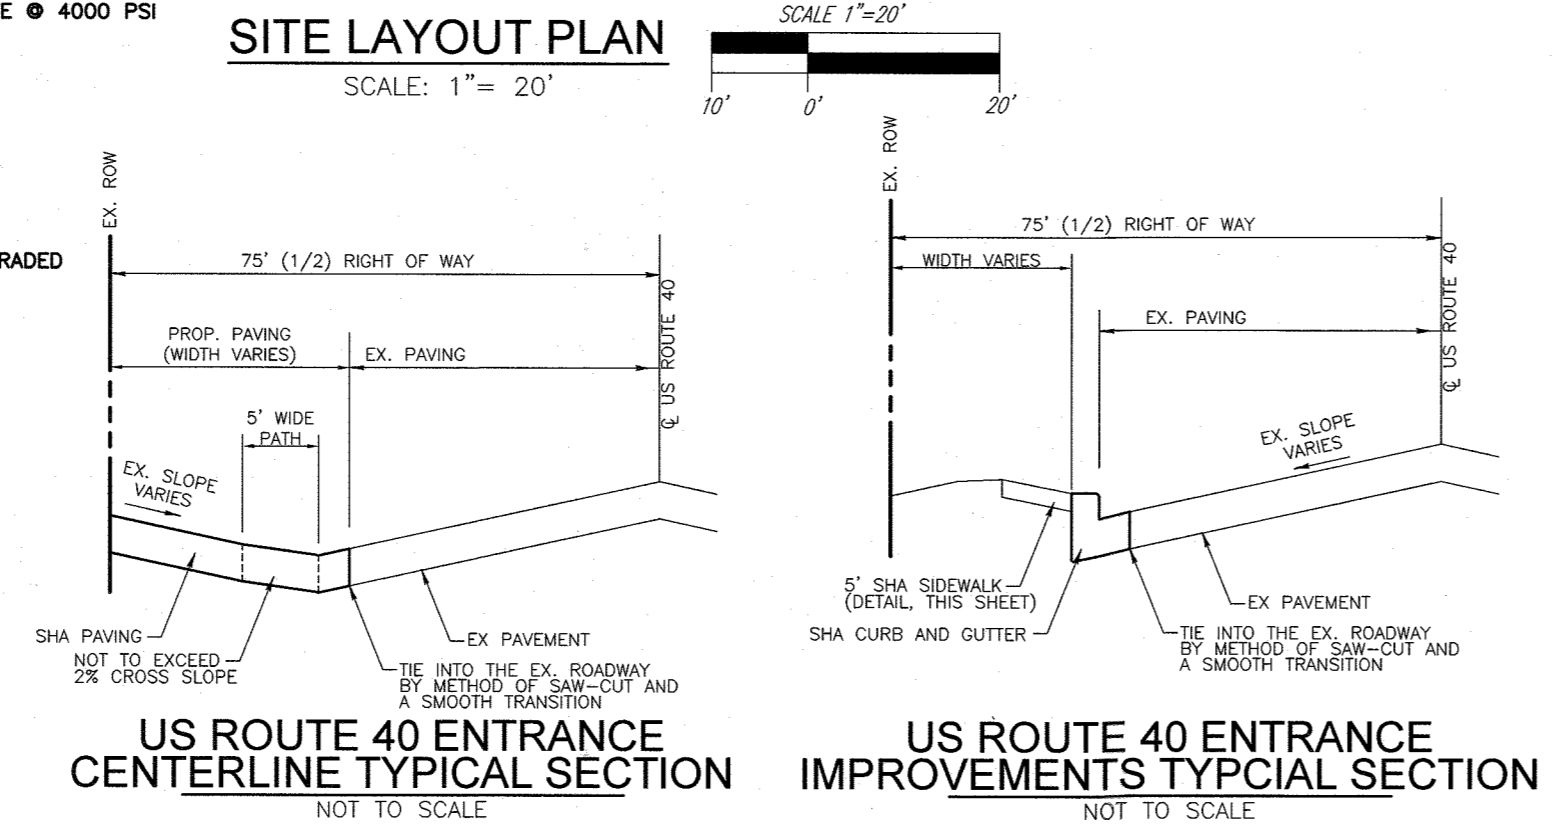 E @ 4000 PSI
SITE LAYOUT PLAN
SCALE: 1"= 20'
SCALE 1"=20'
10' 0' 20'
RADED
EX. ROW
75' (1/2) RIGHT OF WAY
PROP. PAVING
(WIDTH VARIES)
EX. PAVING
℄ US ROUTE 40
5' WIDE
PATH
EX. SLOPE
VARIES
SHA PAVING
NOT TO EXCEED
2% CROSS SLOPE
EX PAVEMENT
TIE INTO THE EX. ROADWAY
BY METHOD OF SAW-CUT AND
A SMOOTH TRANSITION
US ROUTE 40 ENTRANCE
CENTERLINE TYPICAL SECTION
NOT TO SCALE
EX. ROW
75' (1/2) RIGHT OF WAY
WIDTH VARIES
EX. PAVING
℄ US ROUTE 40
EX. SLOPE
VARIES
5' SHA SIDEWALK
(DETAIL, THIS SHEET)
SHA CURB AND GUTTER
EX PAVEMENT
TIE INTO THE EX. ROADWAY
BY METHOD OF SAW-CUT AND
A SMOOTH TRANSITION
US ROUTE 40 ENTRANCE
IMPROVEMENTS TYPCIAL SECTION
NOT TO SCALE